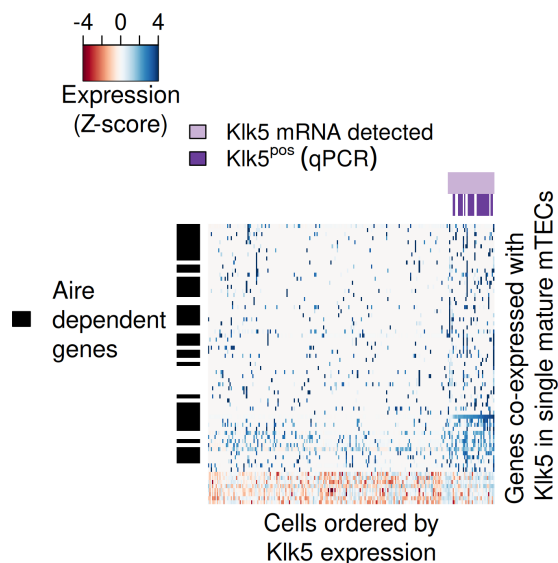 -4 0 4
Expression
(Z-score)
Klk5 mRNA detected
Klk5pos (qPCR)
Aire
dependent
genes
Genes co-expressed with
Klk5 in single mature mTECs
Cells ordered by
Klk5 expression